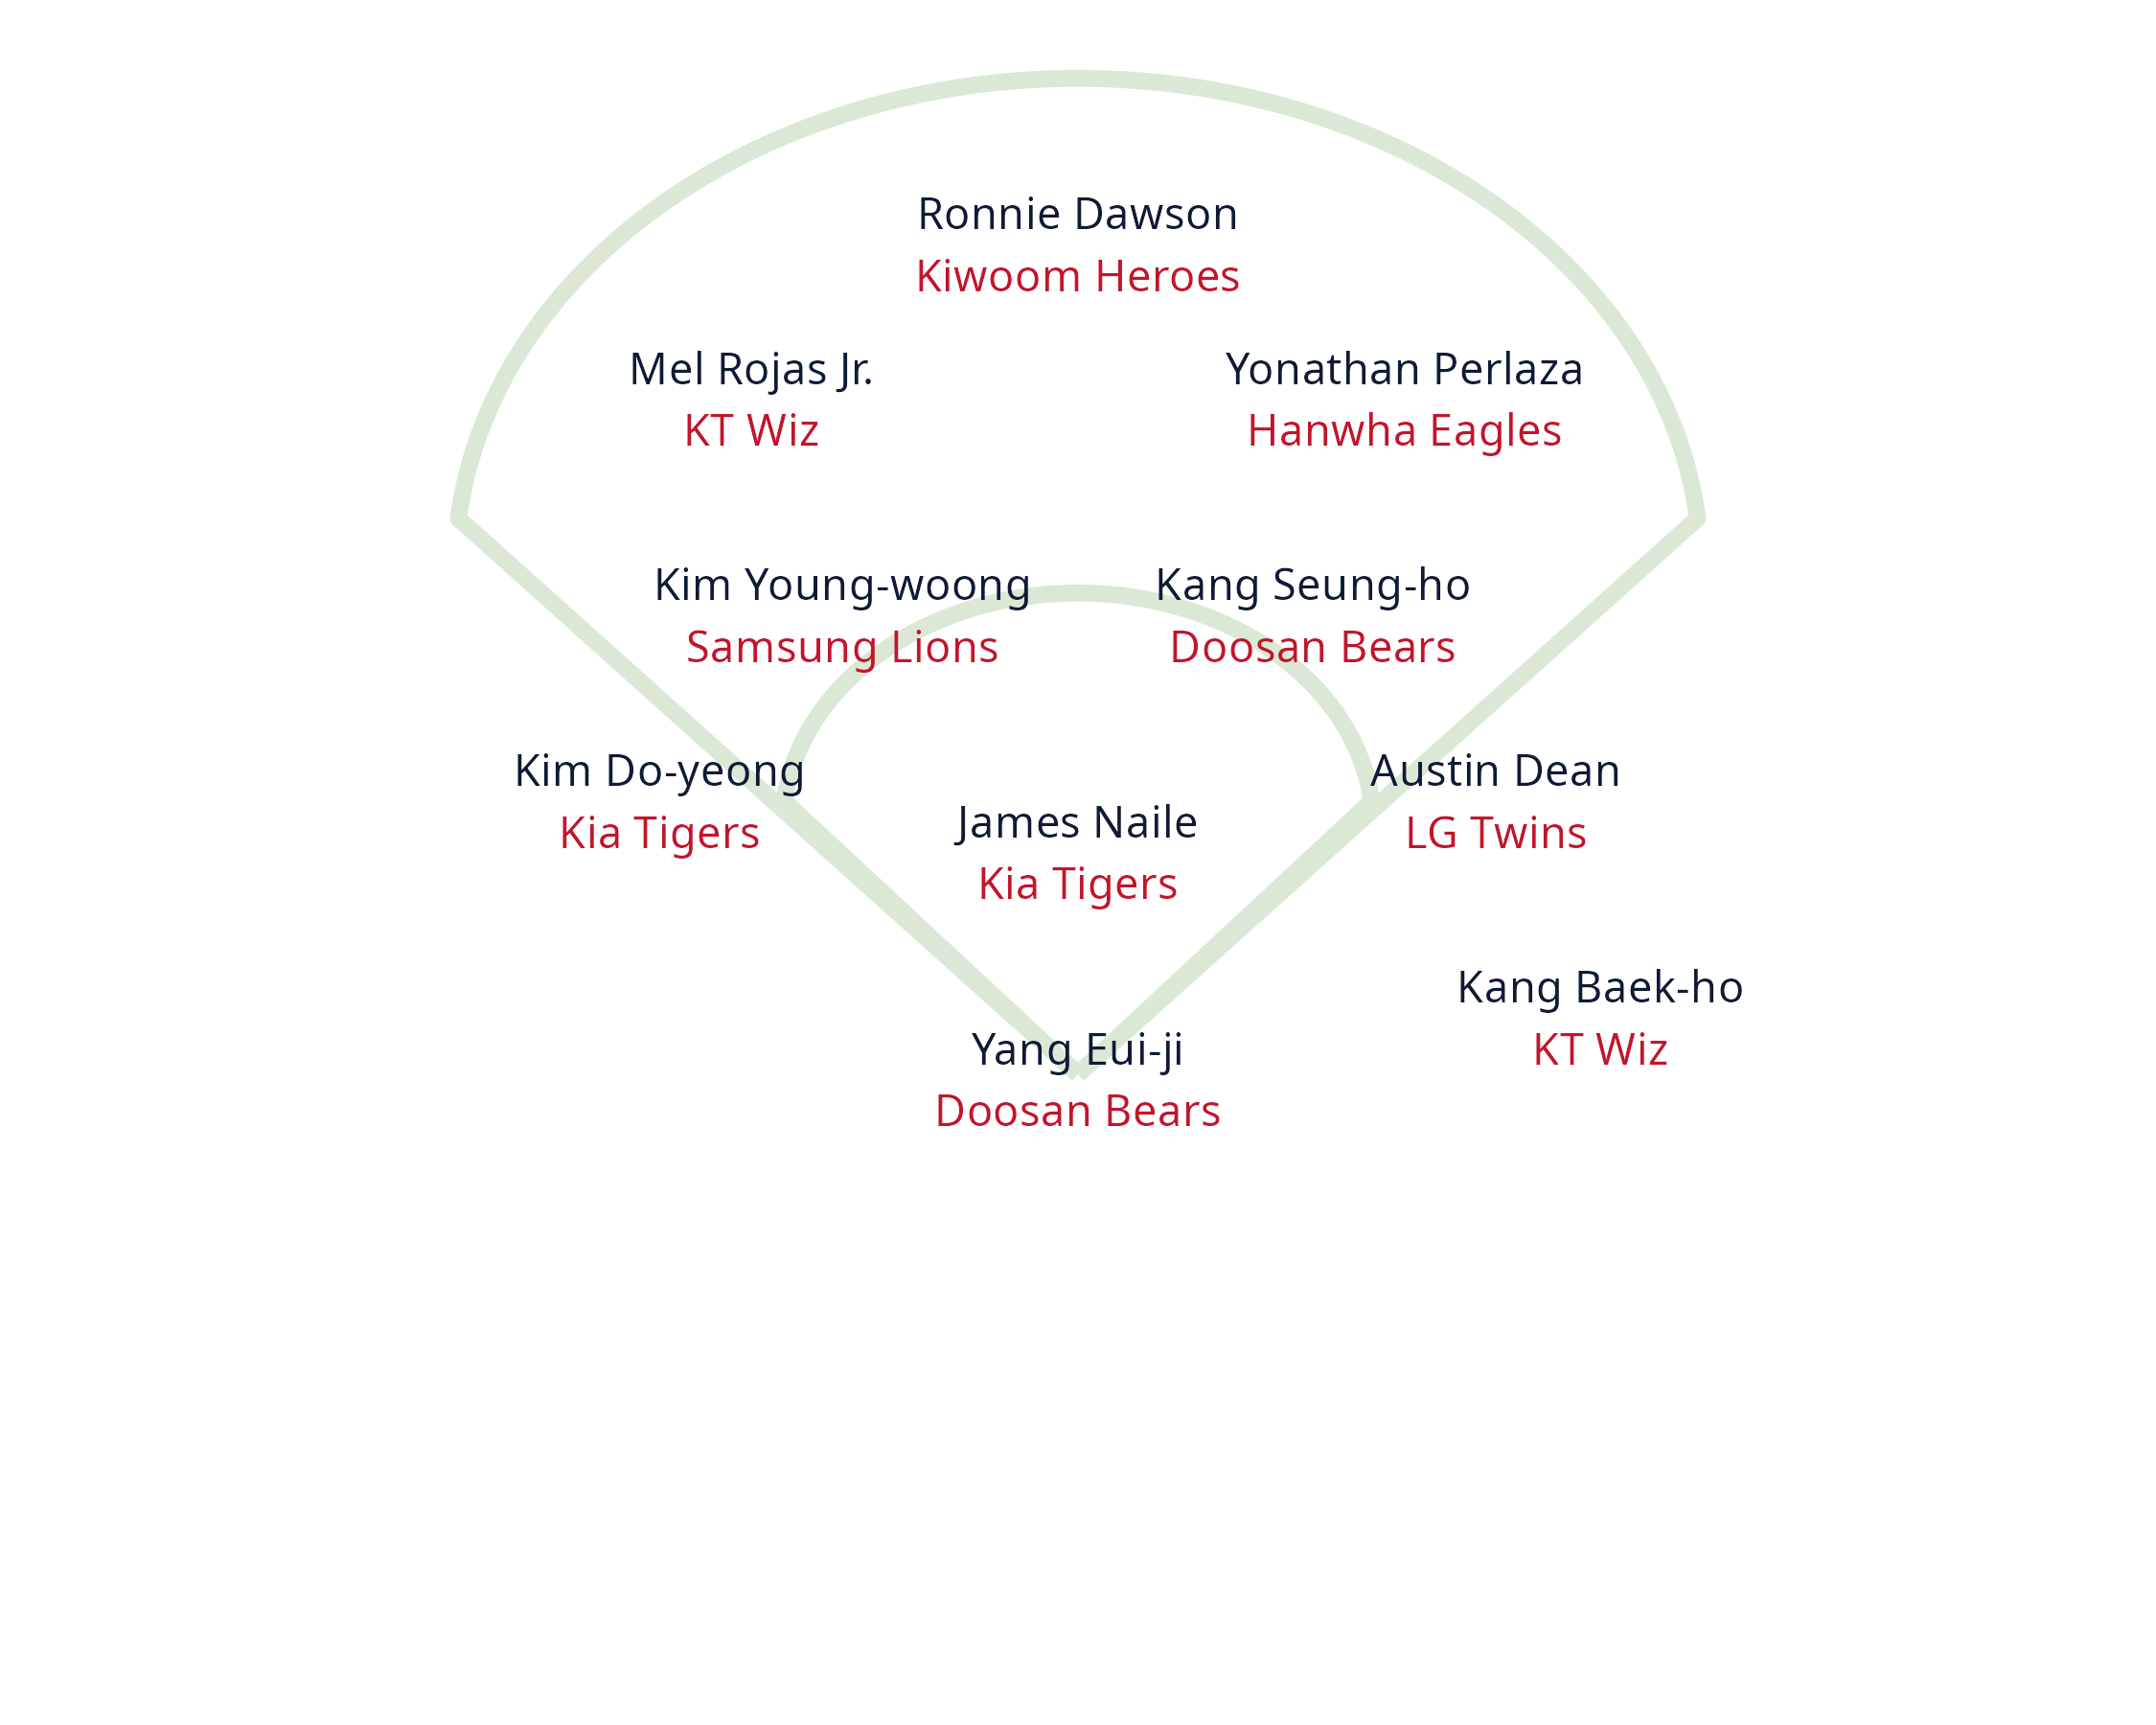 Ronnie Dawson
Kiwoom Heroes
Mel Rojas Jr.
KT Wiz
Yonathan Perlaza
Hanwha Eagles
Kim Young-woong
Samsung Lions
Kang Seung-ho
Doosan Bears
Kim Do-yeong
Kia Tigers
James Naile
Kia Tigers
Austin Dean
LG Twins
Yang Eui-ji
Doosan Bears
Kang Baek-ho
KT Wiz